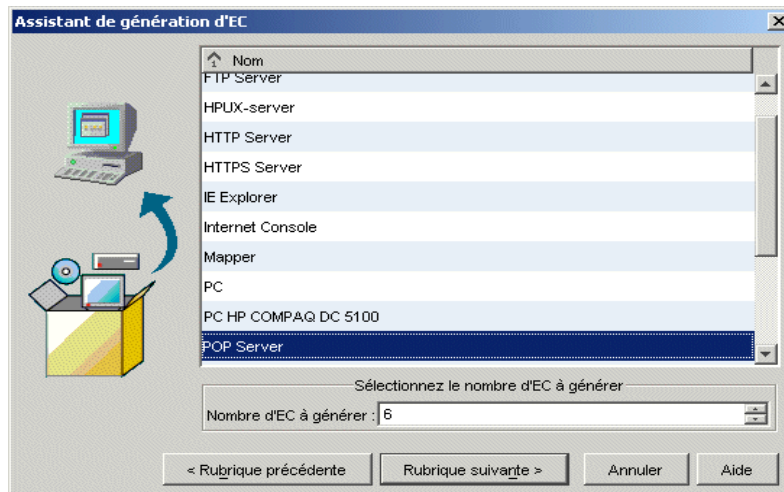 Assistant de génération d'EC
1 Nom
FTP Server
HPUX-server
HTTP Server
HTTPS Server
IE Explorer
Internet Console
Mapper
PC
PC HP COMPAQ DC 5100
POP Server
Sélectionnez le nombre d'EC à générer
Nombre d'EC à générer : 6
< Rubrique précédente Rubrique suivante > Annuler Aide